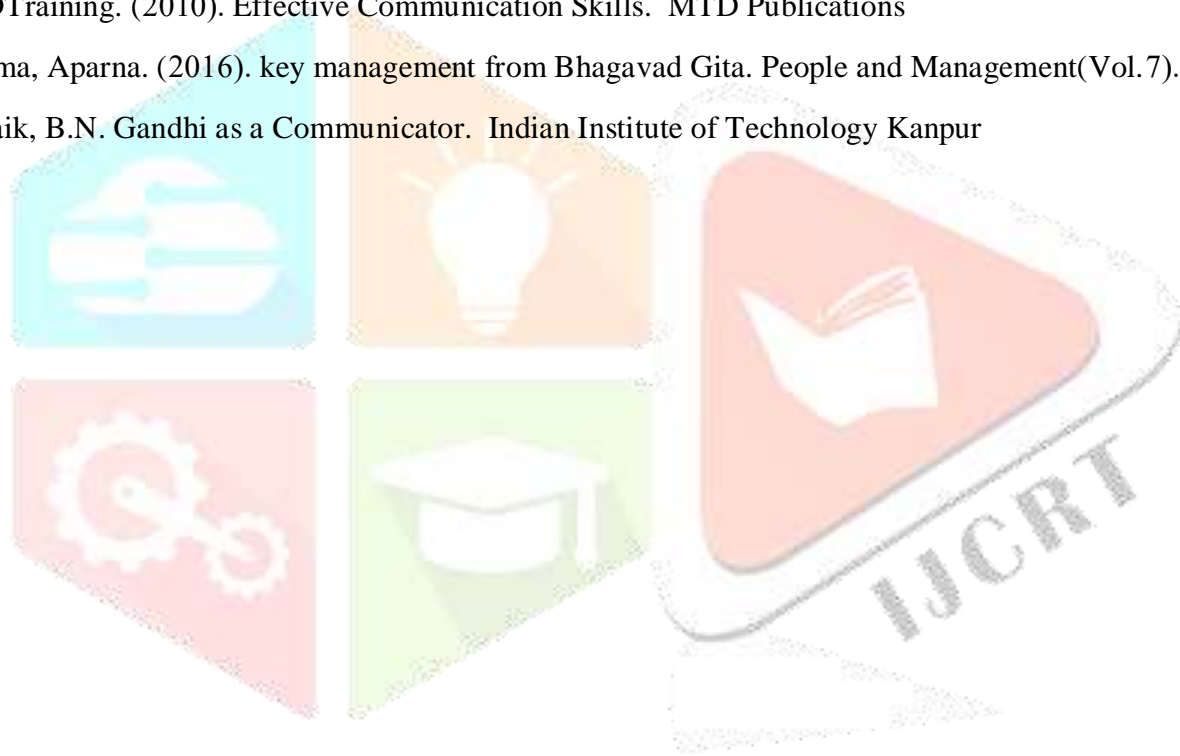 Training. (2010). Effective Communication Skills. MTD Publications
ma, Aparna. (2016). key management from Bhagavad Gita. People and Management(Vol.7).
aik, B.N. Gandhi as a Communicator. Indian Institute of Technology Kanpur
IJCRT